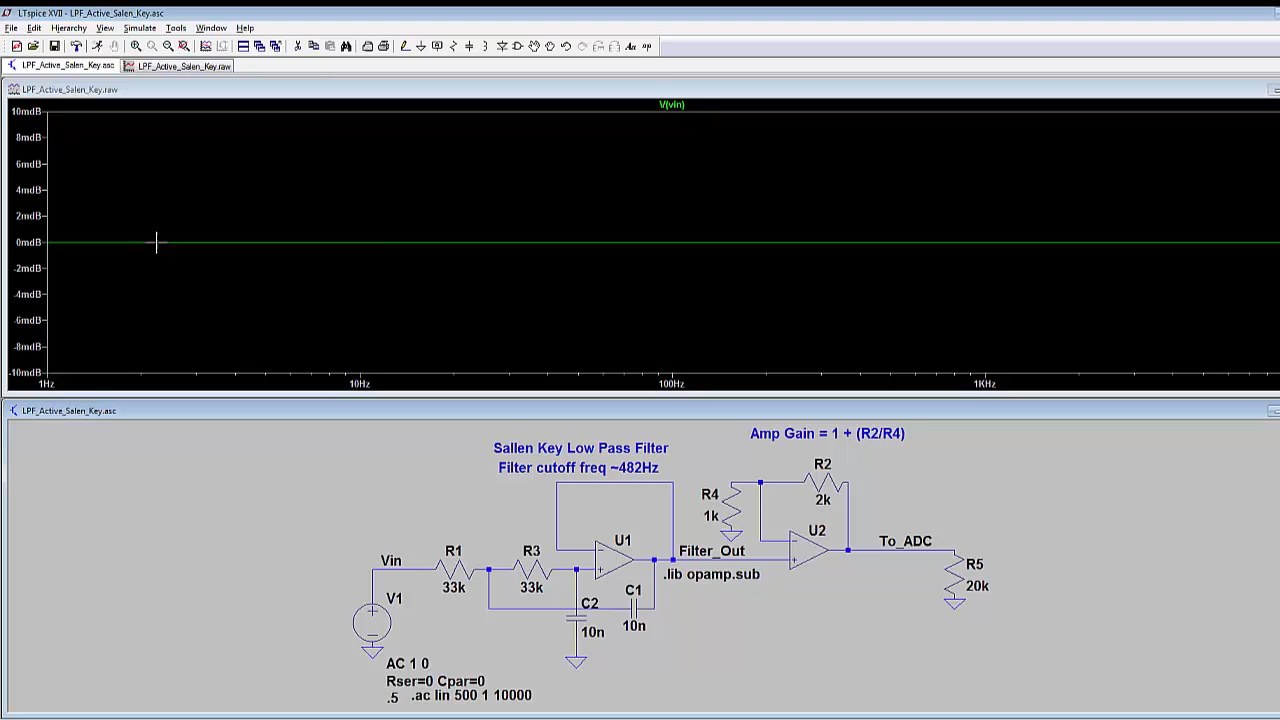 LTspice XVII - LPF_Active_Salen_Key.asc
File Edit Hierarchy View Simulate Tools Window Help
LPF_Active_Salen_Key.asc LPF_Active_Salen_Key.raw
LPF_Active_Salen_Key.raw
V(vin)
10mdB
8mdB
6mdB
4mdB
2mdB
0mdB
-2mdB
-4mdB
-6mdB
-8mdB
-10mdB
1Hz 10Hz 100Hz 1KHz
LPF_Active_Salen_Key.asc
Amp Gain = 1 + (R2/R4)
Sallen Key Low Pass Filter
Filter cutoff freq ~482Hz
R2
2k
R4
1k
U1
U2
To_ADC
Vin
R1
33k
R3
33k
Filter_Out
.lib opamp.sub
R5
20k
V1
C2
10n
C1
10n
AC 1 0
Rser=0 Cpar=0
.5 .ac lin 500 1 10000